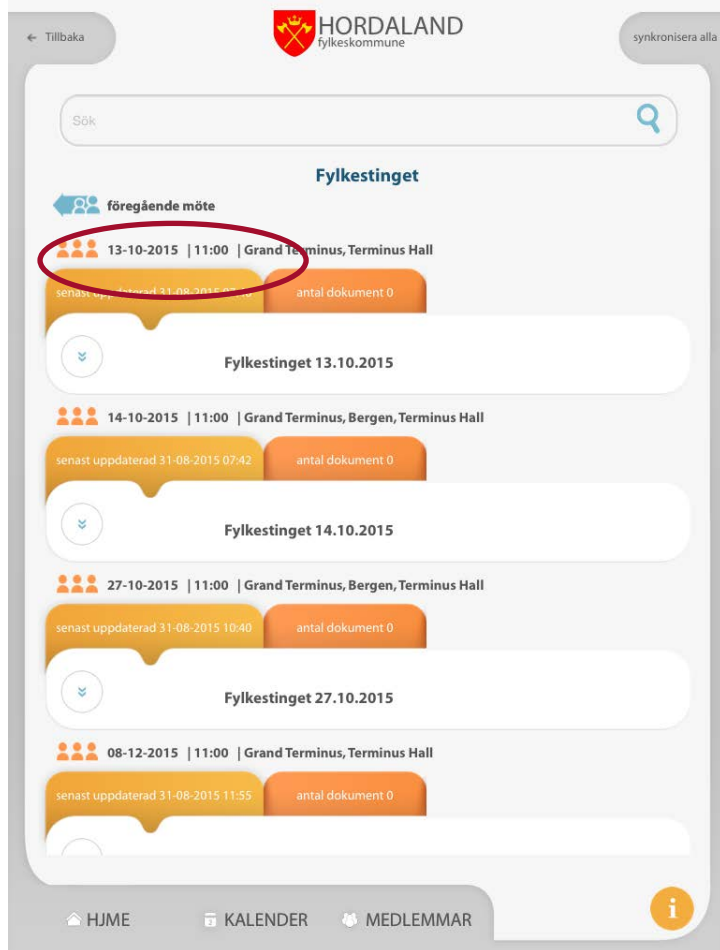 ← Tillbaka
HORDALAND
fylkeskommune
synkronisera alla
Sök
Fylkestinget
föregående möte
13-10-2015 | 11:00 | Grand Terminus, Terminus Hall
senast uppdaterad 31-08-2015
antal dokument 0
Fylkestinget 13.10.2015
14-10-2015 | 11:00 | Grand Terminus, Bergen, Terminus Hall
senast uppdaterad 31-08-2015 07:42
antal dokument 0
Fylkestinget 14.10.2015
27-10-2015 | 11:00 | Grand Terminus, Bergen, Terminus Hall
senast uppdaterad 31-08-2015 10:40
antal dokument 0
Fylkestinget 27.10.2015
08-12-2015 | 11:00 | Grand Terminus, Terminus Hall
senast uppdaterad 31-08-2015 11:55
antal dokument 0
HJME
KALENDER
MEDLEMMAR
i